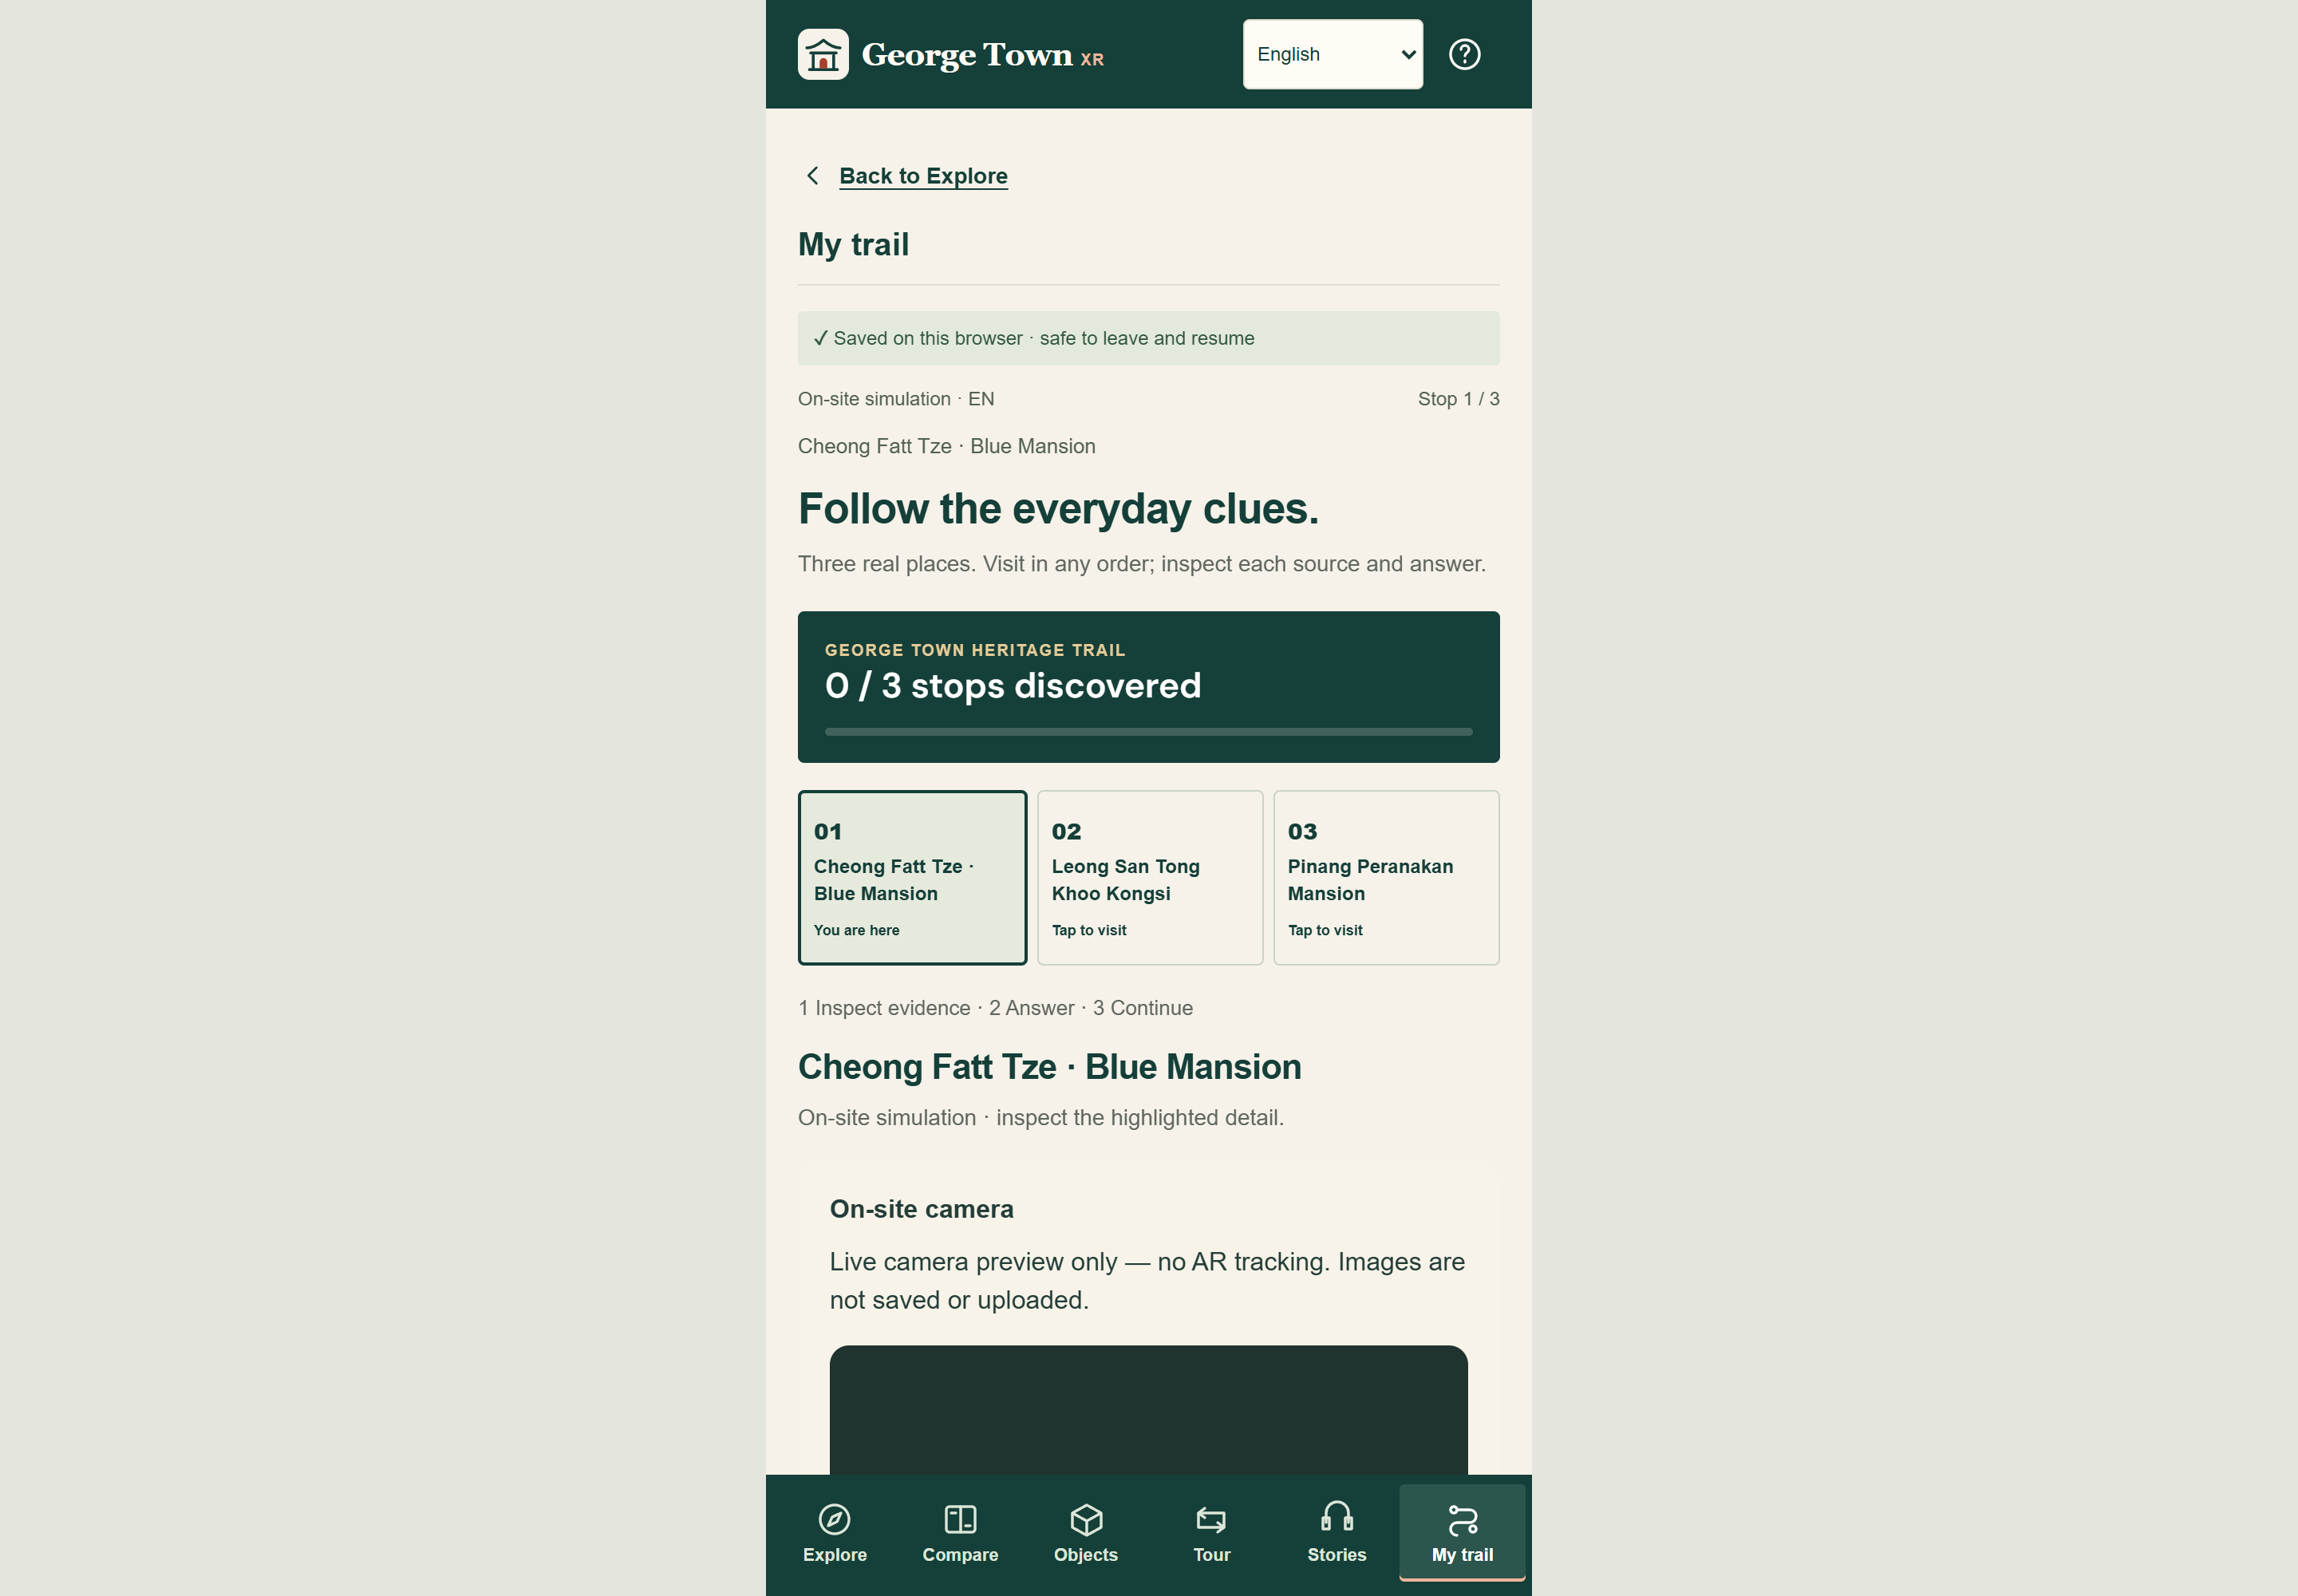 George Town XR
English
Back to Explore
My trail
✓ Saved on this browser · safe to leave and resume
On-site simulation · EN
Stop 1 / 3
Cheong Fatt Tze · Blue Mansion
Follow the everyday clues.
Three real places. Visit in any order; inspect each source and answer.
GEORGE TOWN HERITAGE TRAIL
0 / 3 stops discovered
01
Cheong Fatt Tze ·
Blue Mansion
You are here
02
Leong San Tong
Khoo Kongsi
Tap to visit
03
Pinang Peranakan
Mansion
Tap to visit
1 Inspect evidence · 2 Answer · 3 Continue
Cheong Fatt Tze · Blue Mansion
On-site simulation · inspect the highlighted detail.
On-site camera
Live camera preview only — no AR tracking. Images are
not saved or uploaded.
Explore
Compare
Objects
Tour
Stories
My trail